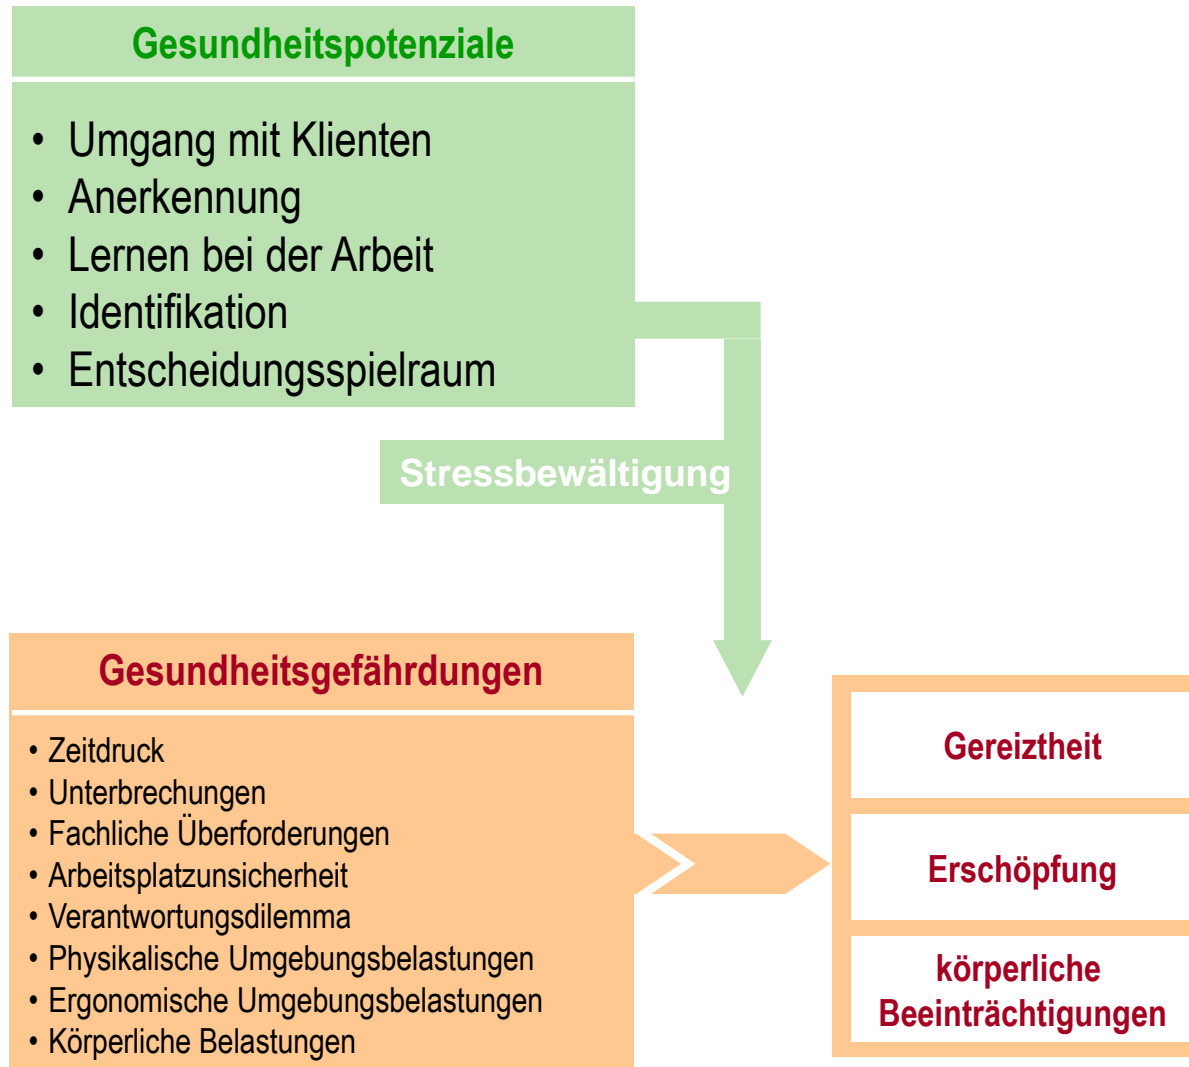 Gesundheitspotenziale
• Umgang mit Klienten
• Anerkennung
• Lernen bei der Arbeit
• Identifikation
• Entscheidungsspielraum
Stressbewältigung
Gesundheitsgefährdungen
• Zeitdruck
• Unterbrechungen
• Fachliche Überforderungen
• Arbeitsplatzunsicherheit
• Verantwortungsdilemma
• Physikalische Umgebungsbelastungen
• Ergonomische Umgebungsbelastungen
• Körperliche Belastungen
Gereiztheit
Erschöpfung
körperliche
Beeinträchtigungen